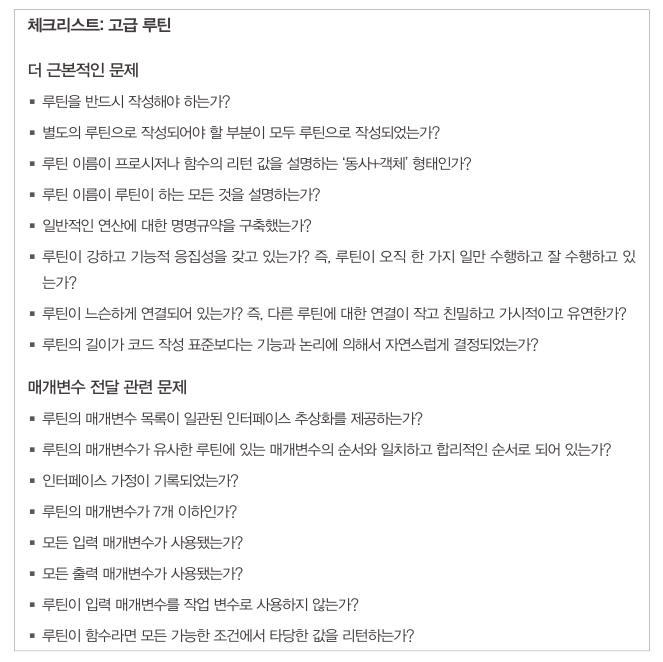 체크리스트: 고급 루틴
더 근본적인 문제
▪ 루틴을 반드시 작성해야 하는가?
▪ 별도의 루틴으로 작성되어야 할 부분이 모두 루틴으로 작성되었는가?
▪ 루틴 이름이 프로시저나 함수의 리턴 값을 설명하는 ‘동사+객체’ 형태인가?
▪ 루틴 이름이 루틴이 하는 모든 것을 설명하는가?
▪ 일반적인 연산에 대한 명명규약을 구축했는가?
▪ 루틴이 강하고 기능적 응집성을 갖고 있는가? 즉, 루틴이 오직 한 가지 일만 수행하고 잘 수행하고 있
는가?
▪ 루틴이 느슨하게 연결되어 있는가? 즉, 다른 루틴에 대한 연결이 작고 친밀하고 가시적이고 유연한가?
▪ 루틴의 길이가 코드 작성 표준보다는 기능과 논리에 의해서 자연스럽게 결정되었는가?
매개변수 전달 관련 문제
▪ 루틴의 매개변수 목록이 일관된 인터페이스 추상화를 제공하는가?
▪ 루틴의 매개변수가 유사한 루틴에 있는 매개변수의 순서와 일치하고 합리적인 순서로 되어 있는가?
▪ 인터페이스 가정이 기록되었는가?
▪ 루틴의 매개변수가 7개 이하인가?
▪ 모든 입력 매개변수가 사용됐는가?
▪ 모든 출력 매개변수가 사용됐는가?
▪ 루틴이 입력 매개변수를 작업 변수로 사용하지 않는가?
▪ 루틴이 함수라면 모든 가능한 조건에서 타당한 값을 리턴하는가?